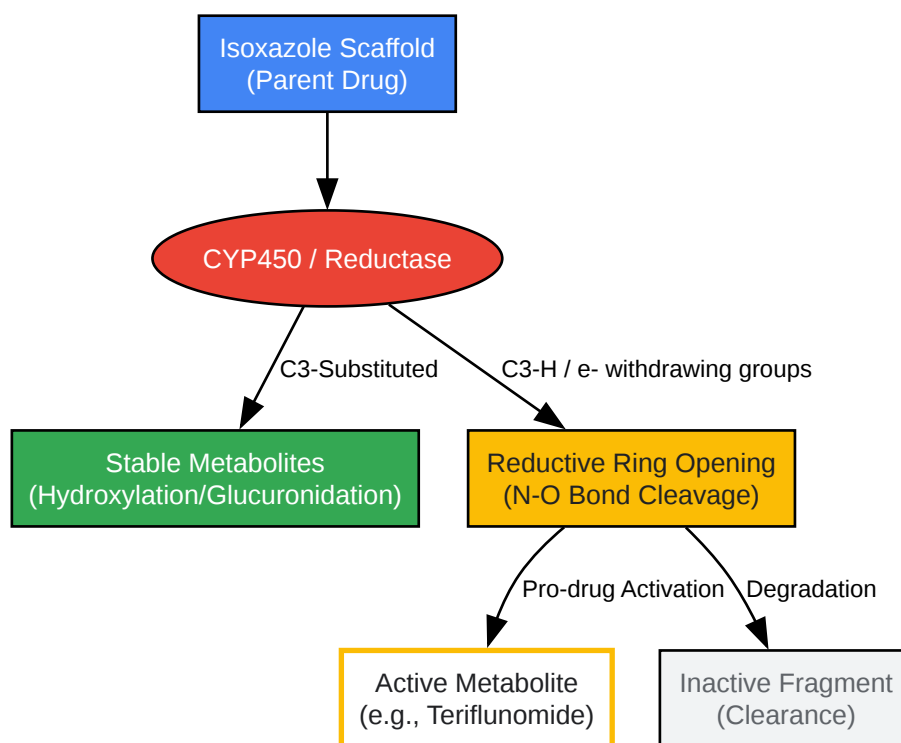 Isoxazole Scaffold
(Parent Drug)
CYP450 / Reductase
C3-Substituted
C3-H / e- withdrawing groups
Stable Metabolites
(Hydroxylation/Glucuronidation)
Reductive Ring Opening
(N-O Bond Cleavage)
Pro-drug Activation
Degradation
Active Metabolite
(e.g., Teriflunomide)
Inactive Fragment
(Clearance)